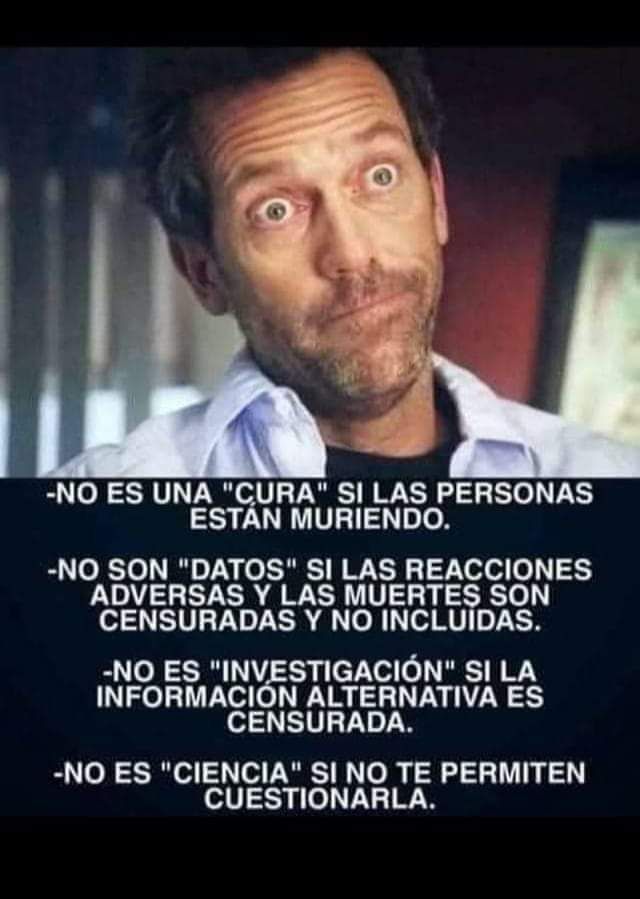 -NO ES UNA "CURA" SI LAS PERSONAS
ESTÁN MURIENDO.
-NO SON "DATOS" SI LAS REACCIONES
ADVERSAS Y LAS MUERTES SON
CENSURADAS Y NO INCLUÍDAS.
-NO ES "INVESTIGACIÓN" SI LA
INFORMACIÓN ALTERNATIVA ES
CENSURADA.
-NO ES "CIENCIA" SI NO TE PERMITEN
CUESTIONARLA.